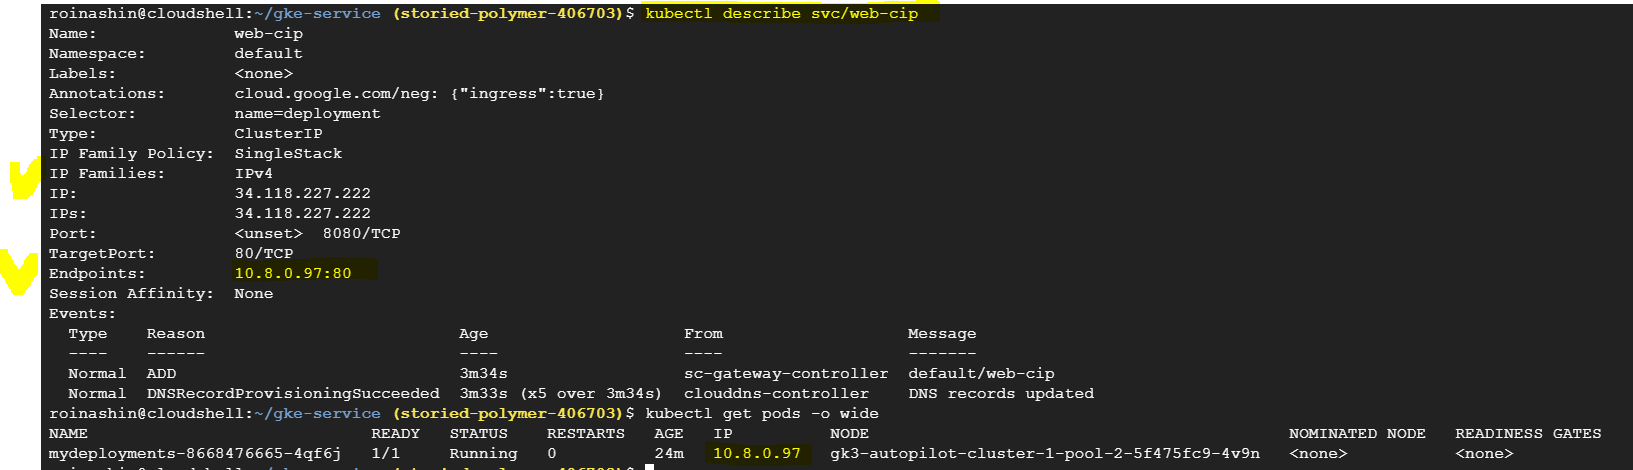 roinashin@cloudshell:~/gke-service (storied-polymer-406703)$ kubectl describe svc/web-cip
Name: web-cip
Namespace: default
Labels: <none>
Annotations: cloud.google.com/neg: {"ingress":true}
Selector: name=deployment
Type: ClusterIP
IP Family Policy: SingleStack
IP Families: IPv4
IP: 34.118.227.222
IPs: 34.118.227.222
Port: <unset> 8080/TCP
TargetPort: 80/TCP
Endpoints: 10.8.0.97:80
Session Affinity: None
Events:
Type Reason Age From Message
---- ------ ---- ---- -------
Normal ADD 3m34s sc-gateway-controller default/web-cip
Normal DNSRecordProvisioningSucceeded 3m33s (x5 over 3m34s) clouddns-controller DNS records updated
roinashin@cloudshell:~/gke-service (storied-polymer-406703)$ kubectl get pods -o wide
NAME READY STATUS RESTARTS AGE IP NODE NOMINATED NODE READINESS GATES
mydeployments-8668476665-4qf6j 1/1 Running 0 24m 10.8.0.97 gk3-autopilot-cluster-1-pool-2-5f475fc9-4v9n <none> <none>